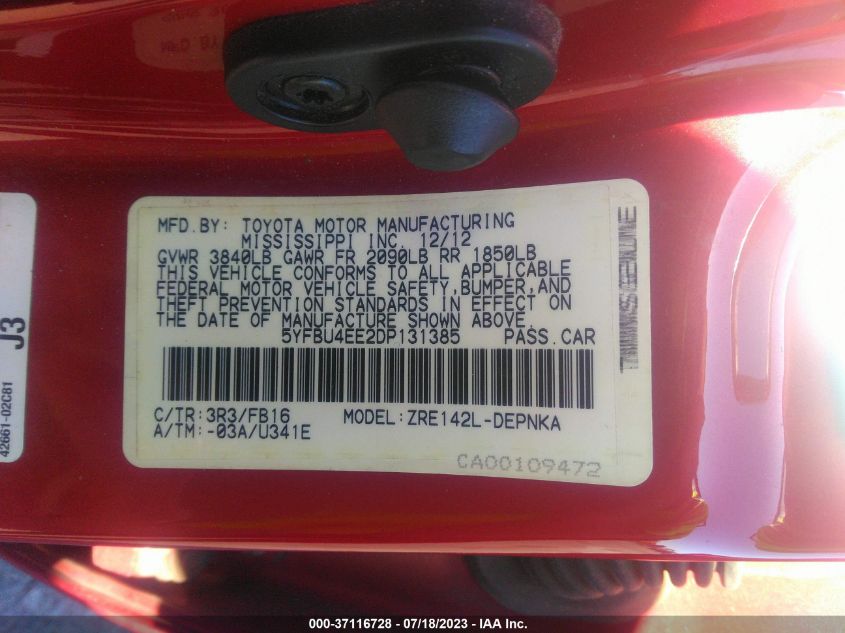 MFD.BY: TOYOTA MOTOR MANUFACTURING
MISSISSIPPI INC. 12/12
GVWR 3840LB GAWR FR 2090LB RR 1850LB
THIS VEHICLE CONFORMS TO ALL APPLICABLE
FEDERAL MOTOR VEHICLE SAFETY,BUMPER,AND
THEFT PREVENTION STANDARDS IN EFFECT ON
THE DATE OF MANUFACTURE SHOWN ABOVE.
5YFBU4EE2DP131385 PASS.CAR
C/TR:3R3/FB16 MODEL:ZRE142L-DEPNKA
A/TM:-03A/U341E
CA00109472
42661-02C81 J3
000-37116728 - 07/18/2023 - IAA Inc.